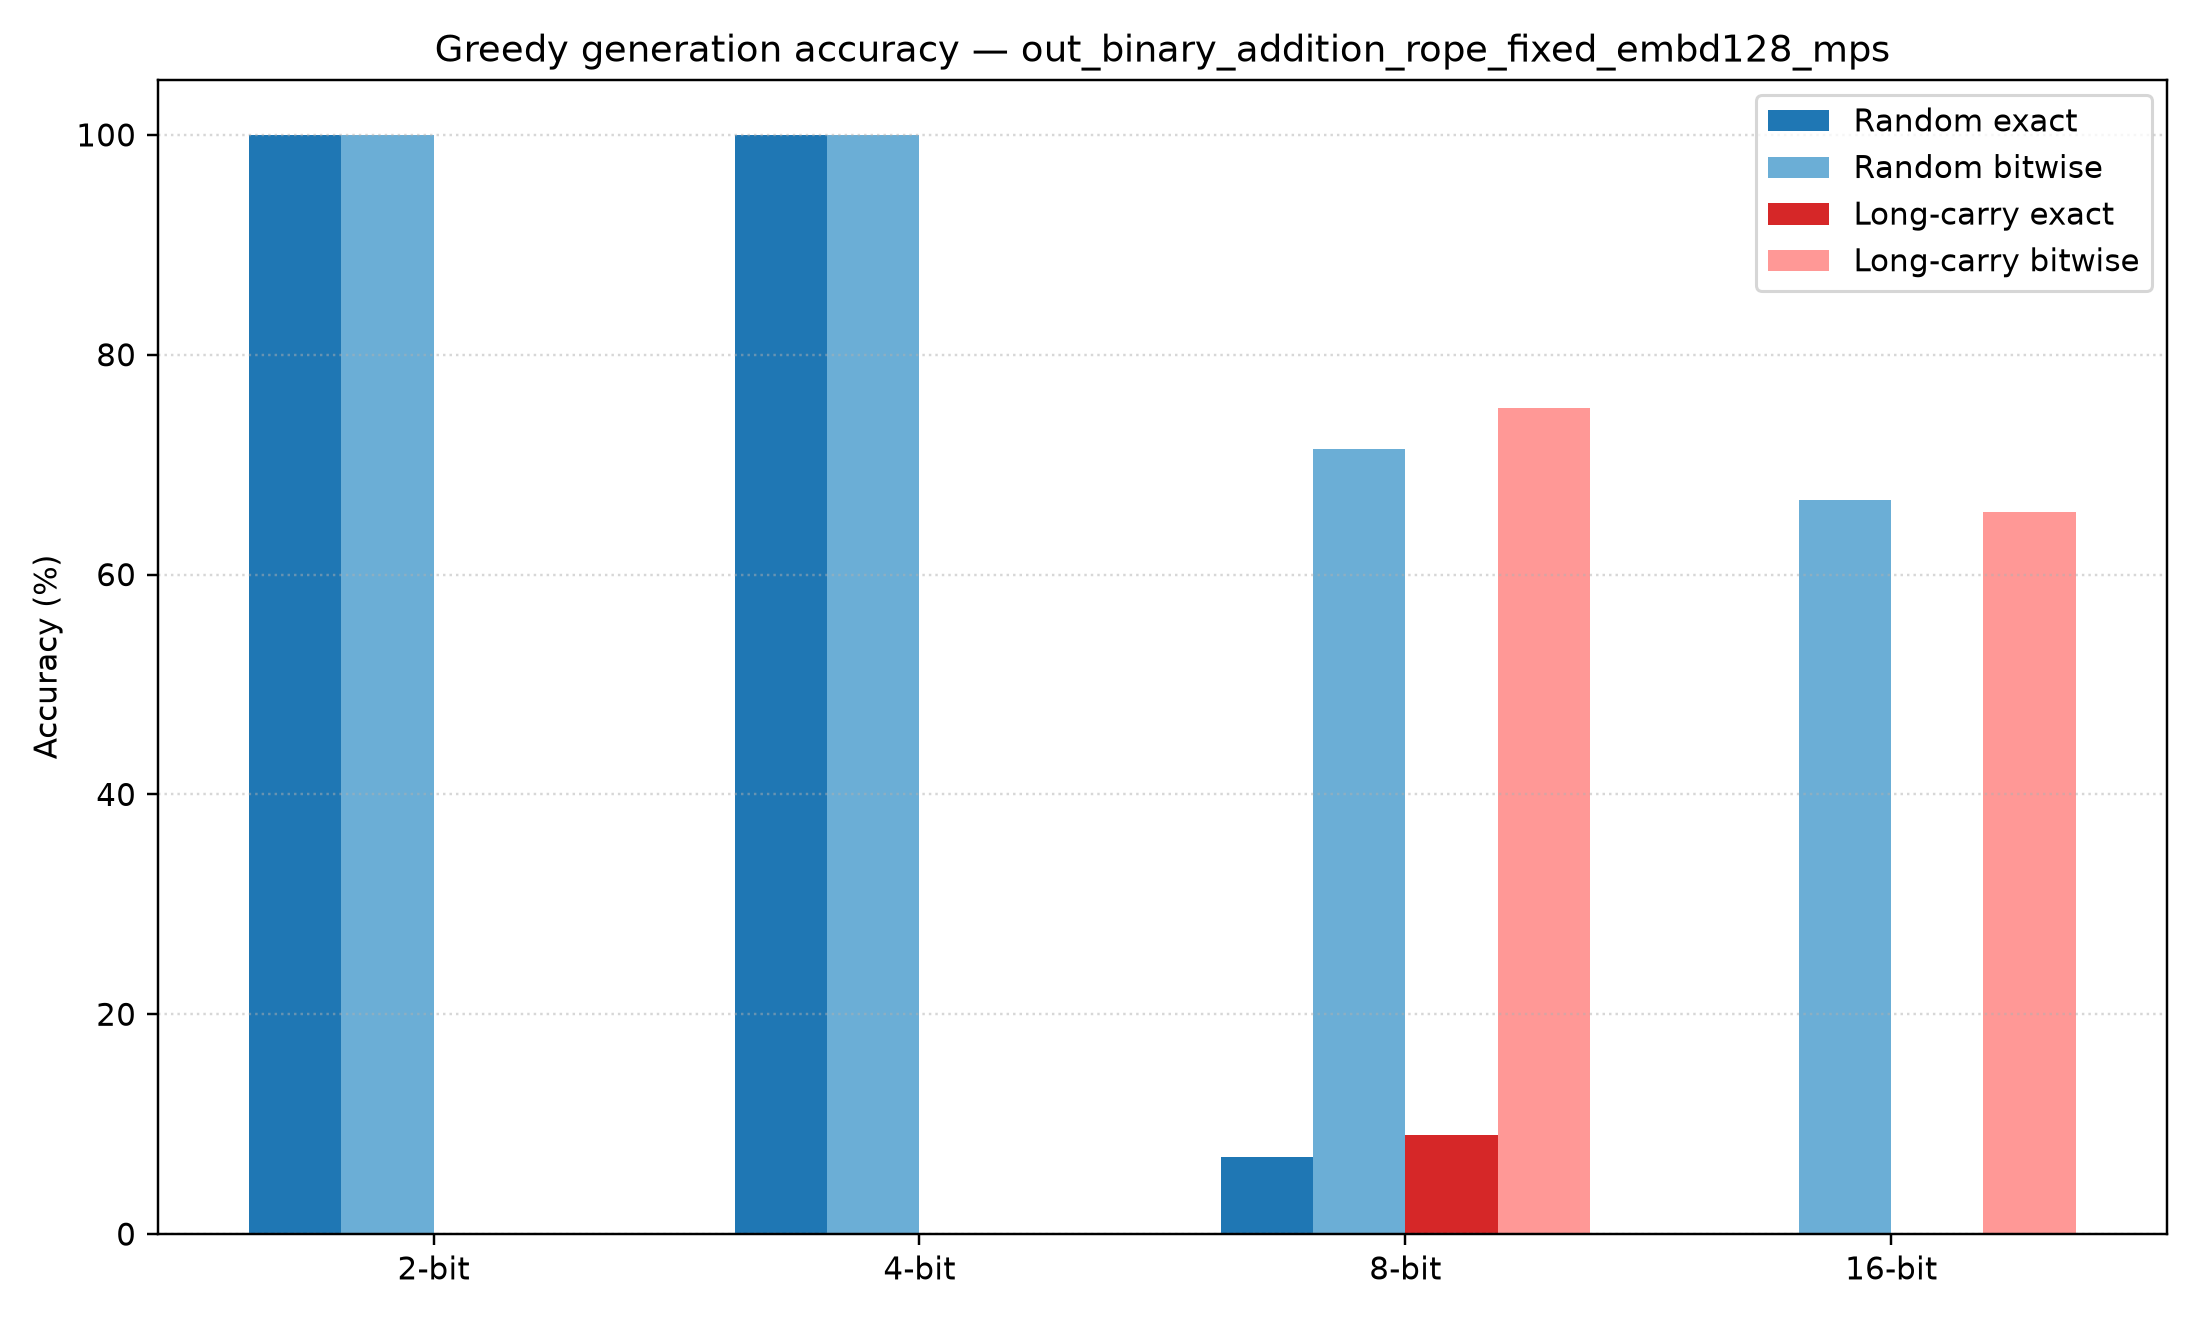 Greedy generation accuracy — out_binary_addition_rope_fixed_embd128_mps
Random exact
Random bitwise
Long-carry exact
Long-carry bitwise
Accuracy (%)
100
80
60
40
20
0
2-bit 4-bit 8-bit 16-bit